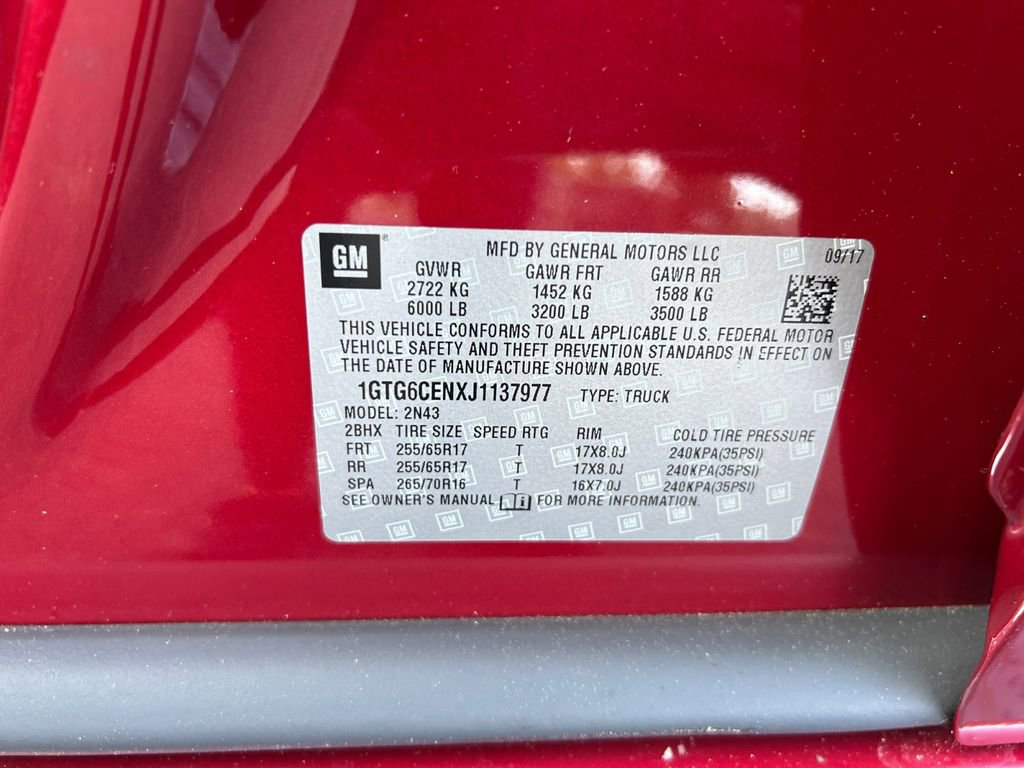 GM
MFD BY GENERAL MOTORS LLC 09/17
GVWR GAWR FRT GAWR RR
2722 KG 1452 KG 1588 KG
6000 LB 3200 LB 3500 LB
THIS VEHICLE CONFORMS TO ALL APPLICABLE U.S. FEDERAL MOTOR
VEHICLE SAFETY AND THEFT PREVENTION STANDARDS IN EFFECT ON
THE DATE OF MANUFACTURE SHOWN ABOVE.
1GTG6CENXJ1137977 TYPE: TRUCK
MODEL: 2N43
2BHX TIRE SIZE SPEED RTG RIM COLD TIRE PRESSURE
FRT 255/65R17 T 17X8.0J 240KPA(35PSI)
RR 255/65R17 T 17X8.0J 240KPA(35PSI)
SPA 265/70R16 T 16X7.0J 240KPA(35PSI)
SEE OWNER'S MANUAL i FOR MORE INFORMATION.